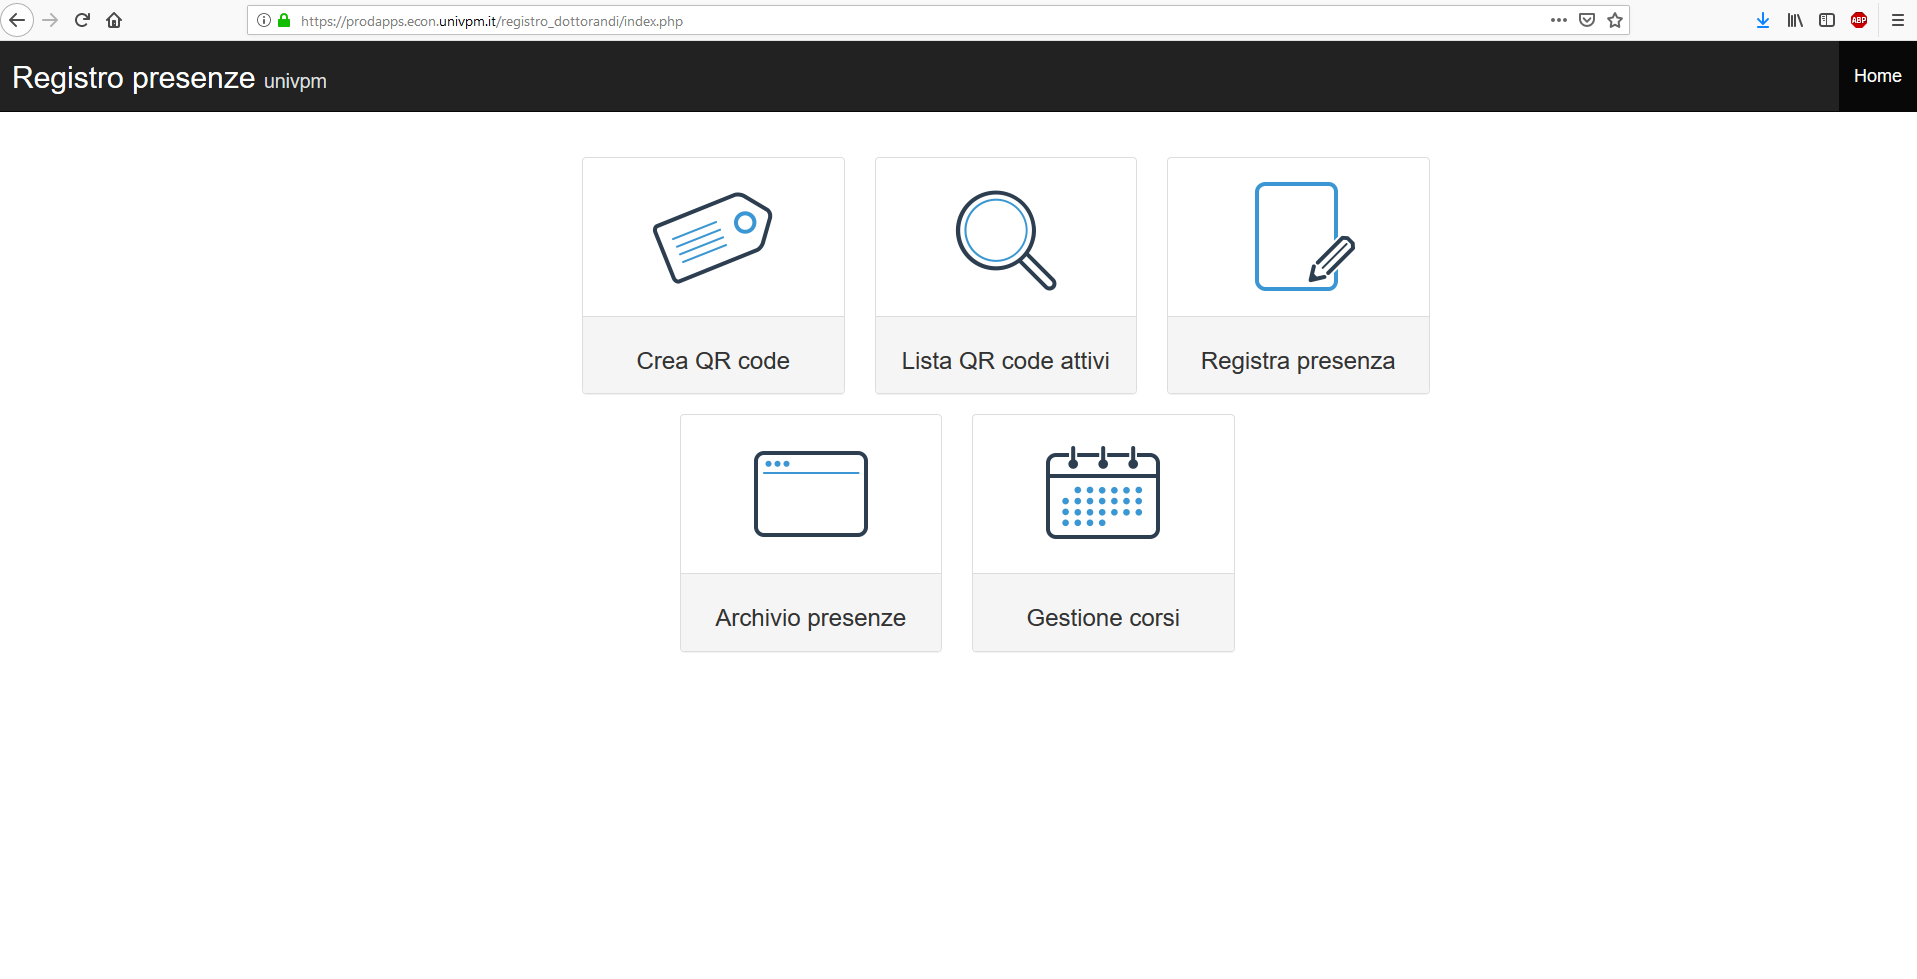 https://prodapps.econ.univpm.it/registro_dottorandi/index.php
ABP
Registro presenze univpm
Home
Crea QR code
Lista QR code attivi
Registra presenza
Archivio presenze
Gestione corsi